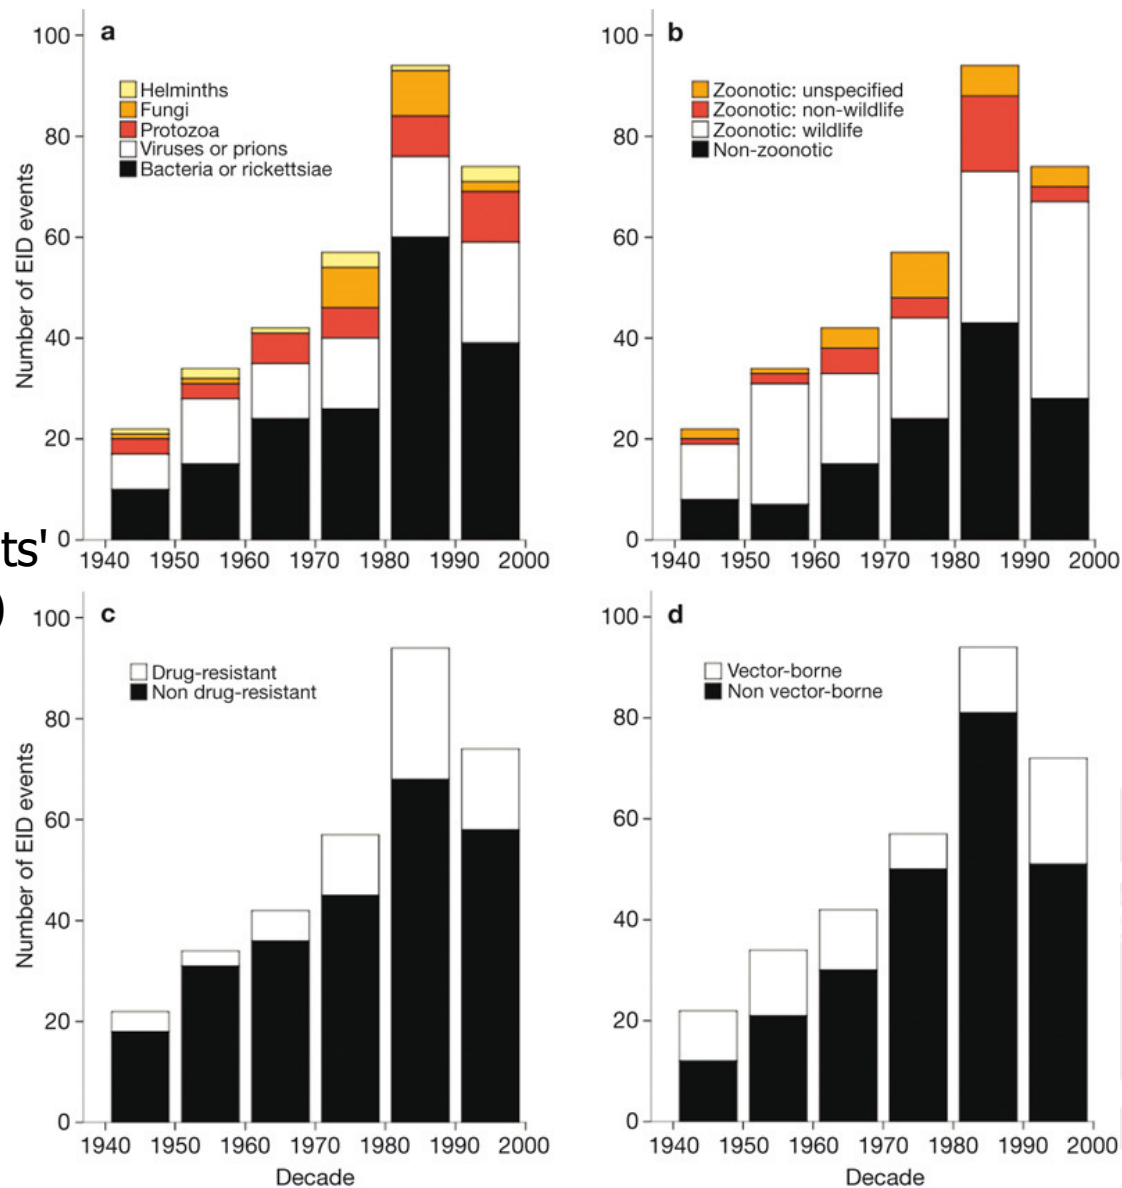 a
Helminths
Fungi
Protozoa
Viruses or prions
Bacteria or rickettsiae
100
80
60
40
20
0
Number of EID events
1940 1950 1960 1970 1980 1990 2000
b
Zoonotic: unspecified
Zoonotic: non-wildlife
Zoonotic: wildlife
Non-zoonotic
100
80
60
40
20
0
1940 1950 1960 1970 1980 1990 2000
ts'
)
c
Drug-resistant
Non drug-resistant
100
80
60
40
20
0
Number of EID events
1940 1950 1960 1970 1980 1990 2000
Decade
d
Vector-borne
Non vector-borne
100
80
60
40
20
0
1940 1950 1960 1970 1980 1990 2000
Decade